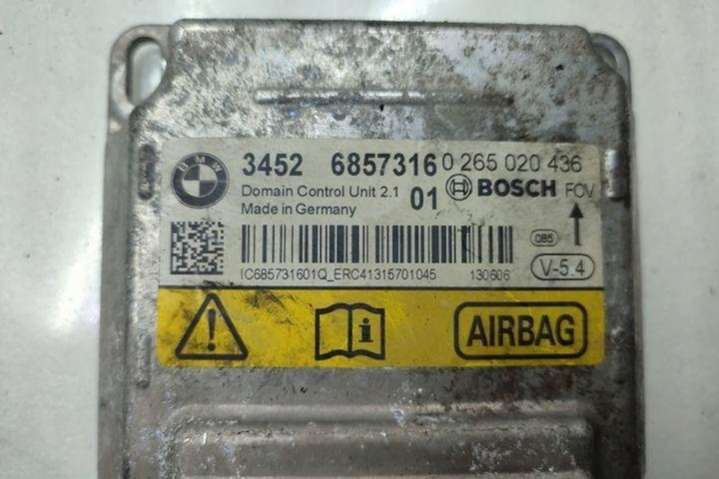 BMW
3452 6857316 0 265 020 436
Domain Control Unit 2.1 01 BOSCH FOV
Made in Germany
085
IC685731601Q_ERC41315701045 130606
V-5.4
AIRBAG